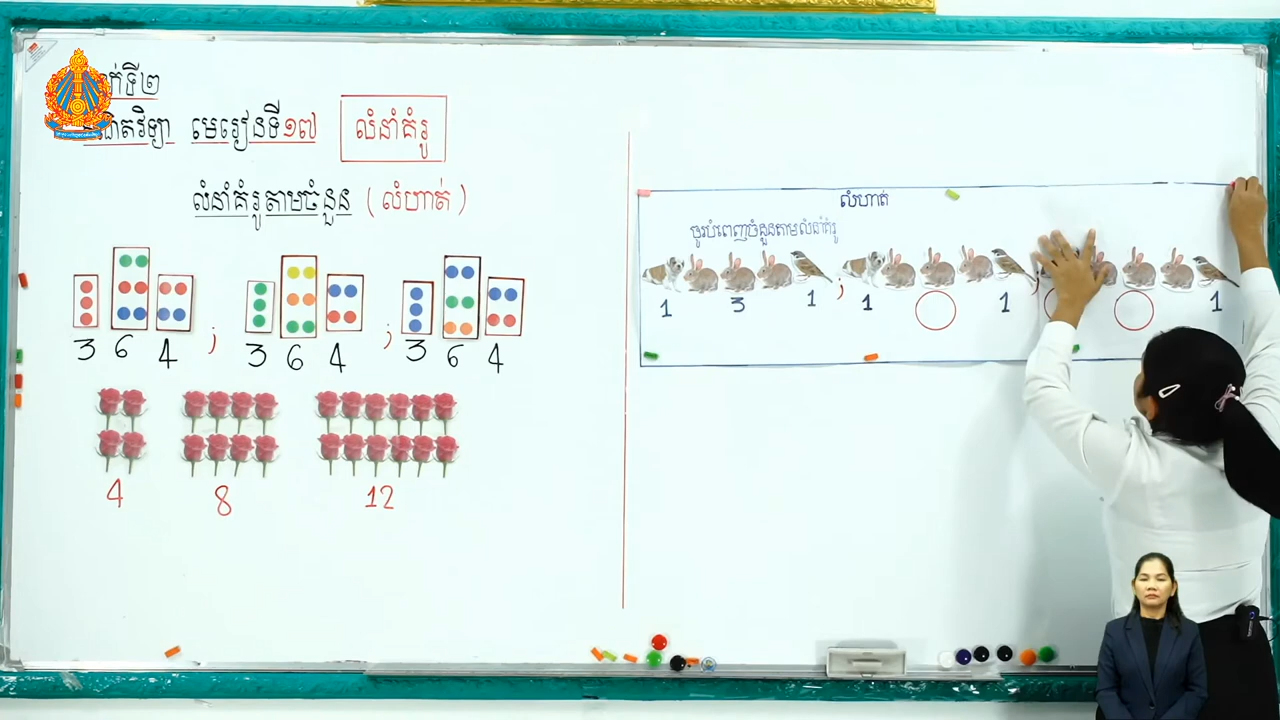 ថ្នាក់ទី២
គណិតវិទ្យា មេរៀនទី១៧ លំនាំគំរូ
លំនាំគំរូតាមចំនួន (លំហាត់)
3 6 4 ; 3 6 4 ; 3 6 4
4 8 12
លំហាត់
ចូរបំពេញចំនួនតាមលំនាំគំរូ
1 3 1 ; 1 1 ; 1